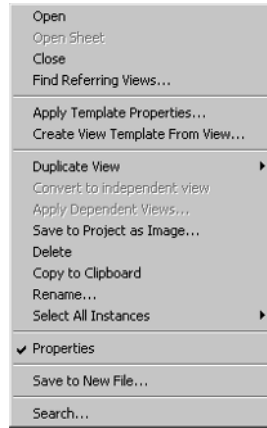 Open
Open Sheet
Close
Find Referring Views...
Apply Template Properties...
Create View Template From View...
Duplicate View
Convert to independent view
Apply Dependent Views...
Save to Project as Image...
Delete
Copy to Clipboard
Rename...
Select All Instances
Properties
Save to New File...
Search...